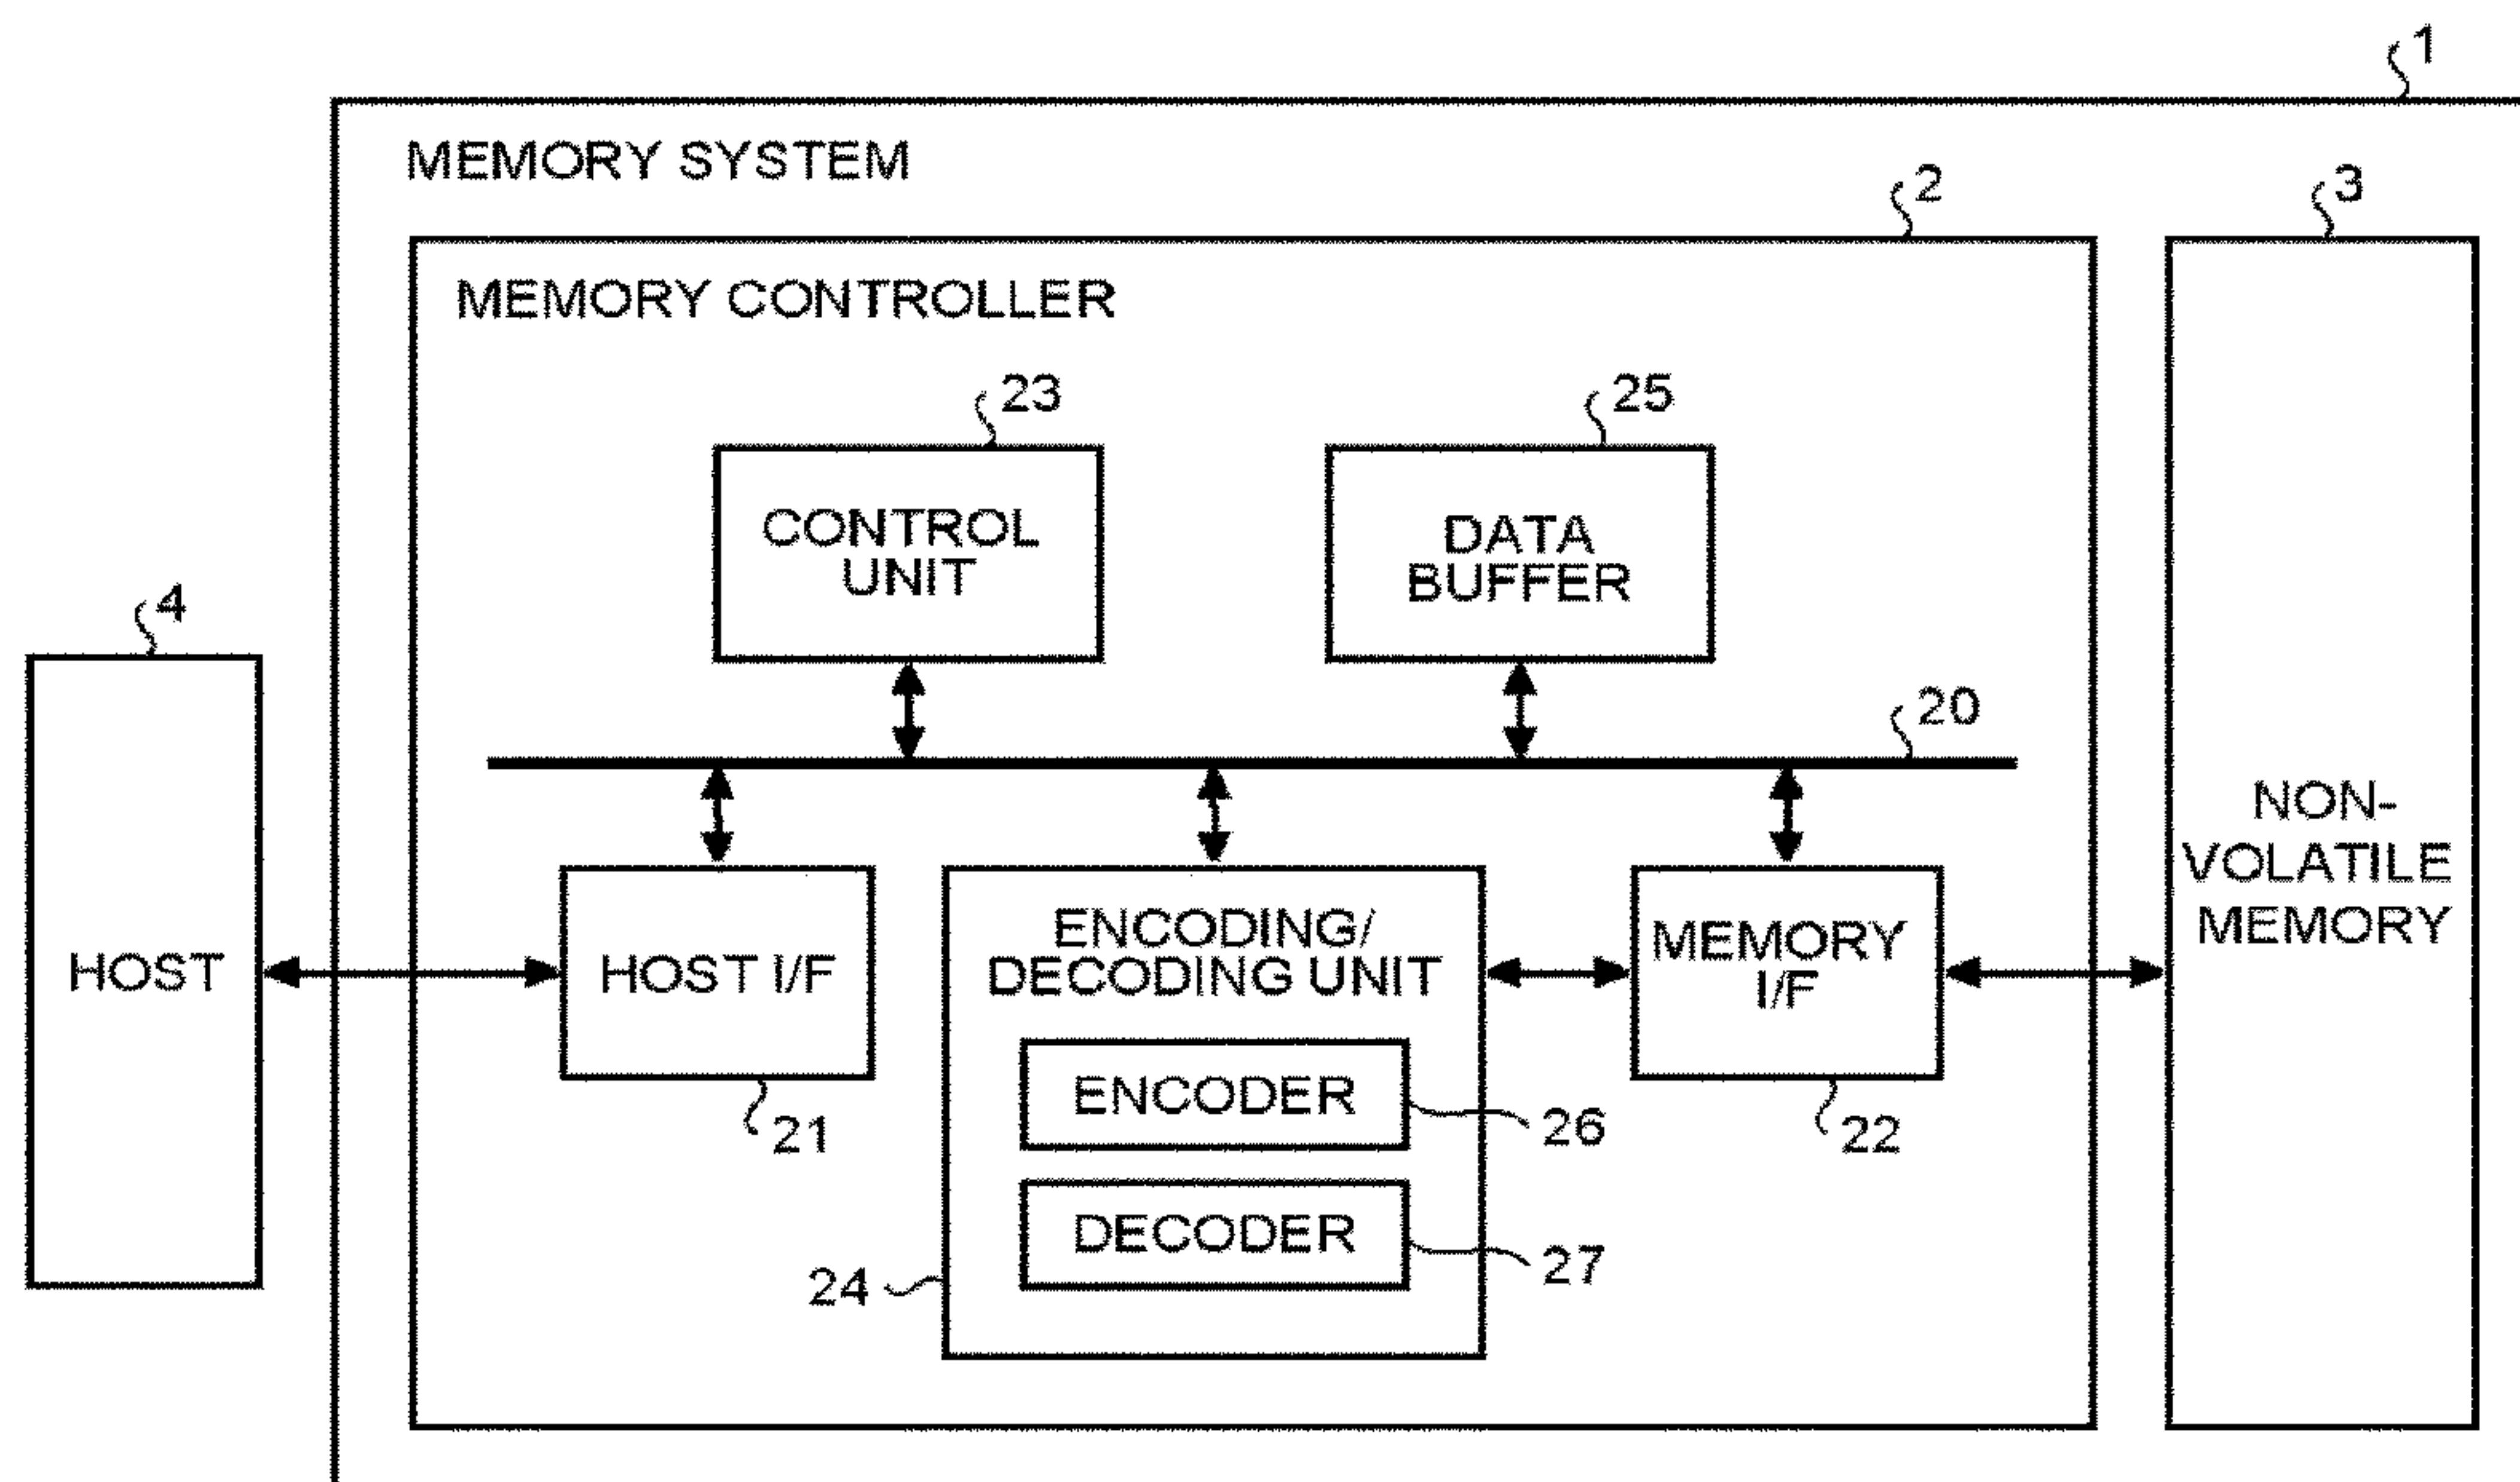 1
MEMORY SYSTEM
2
3
MEMORY CONTROLLER
23
25
CONTROL
UNIT
DATA
BUFFER
4
20
HOST
HOST I/F
21
ENCODING/
DECODING UNIT
ENCODER
26
DECODER
27
24
MEMORY
I/F
22
NON-
VOLATILE
MEMORY